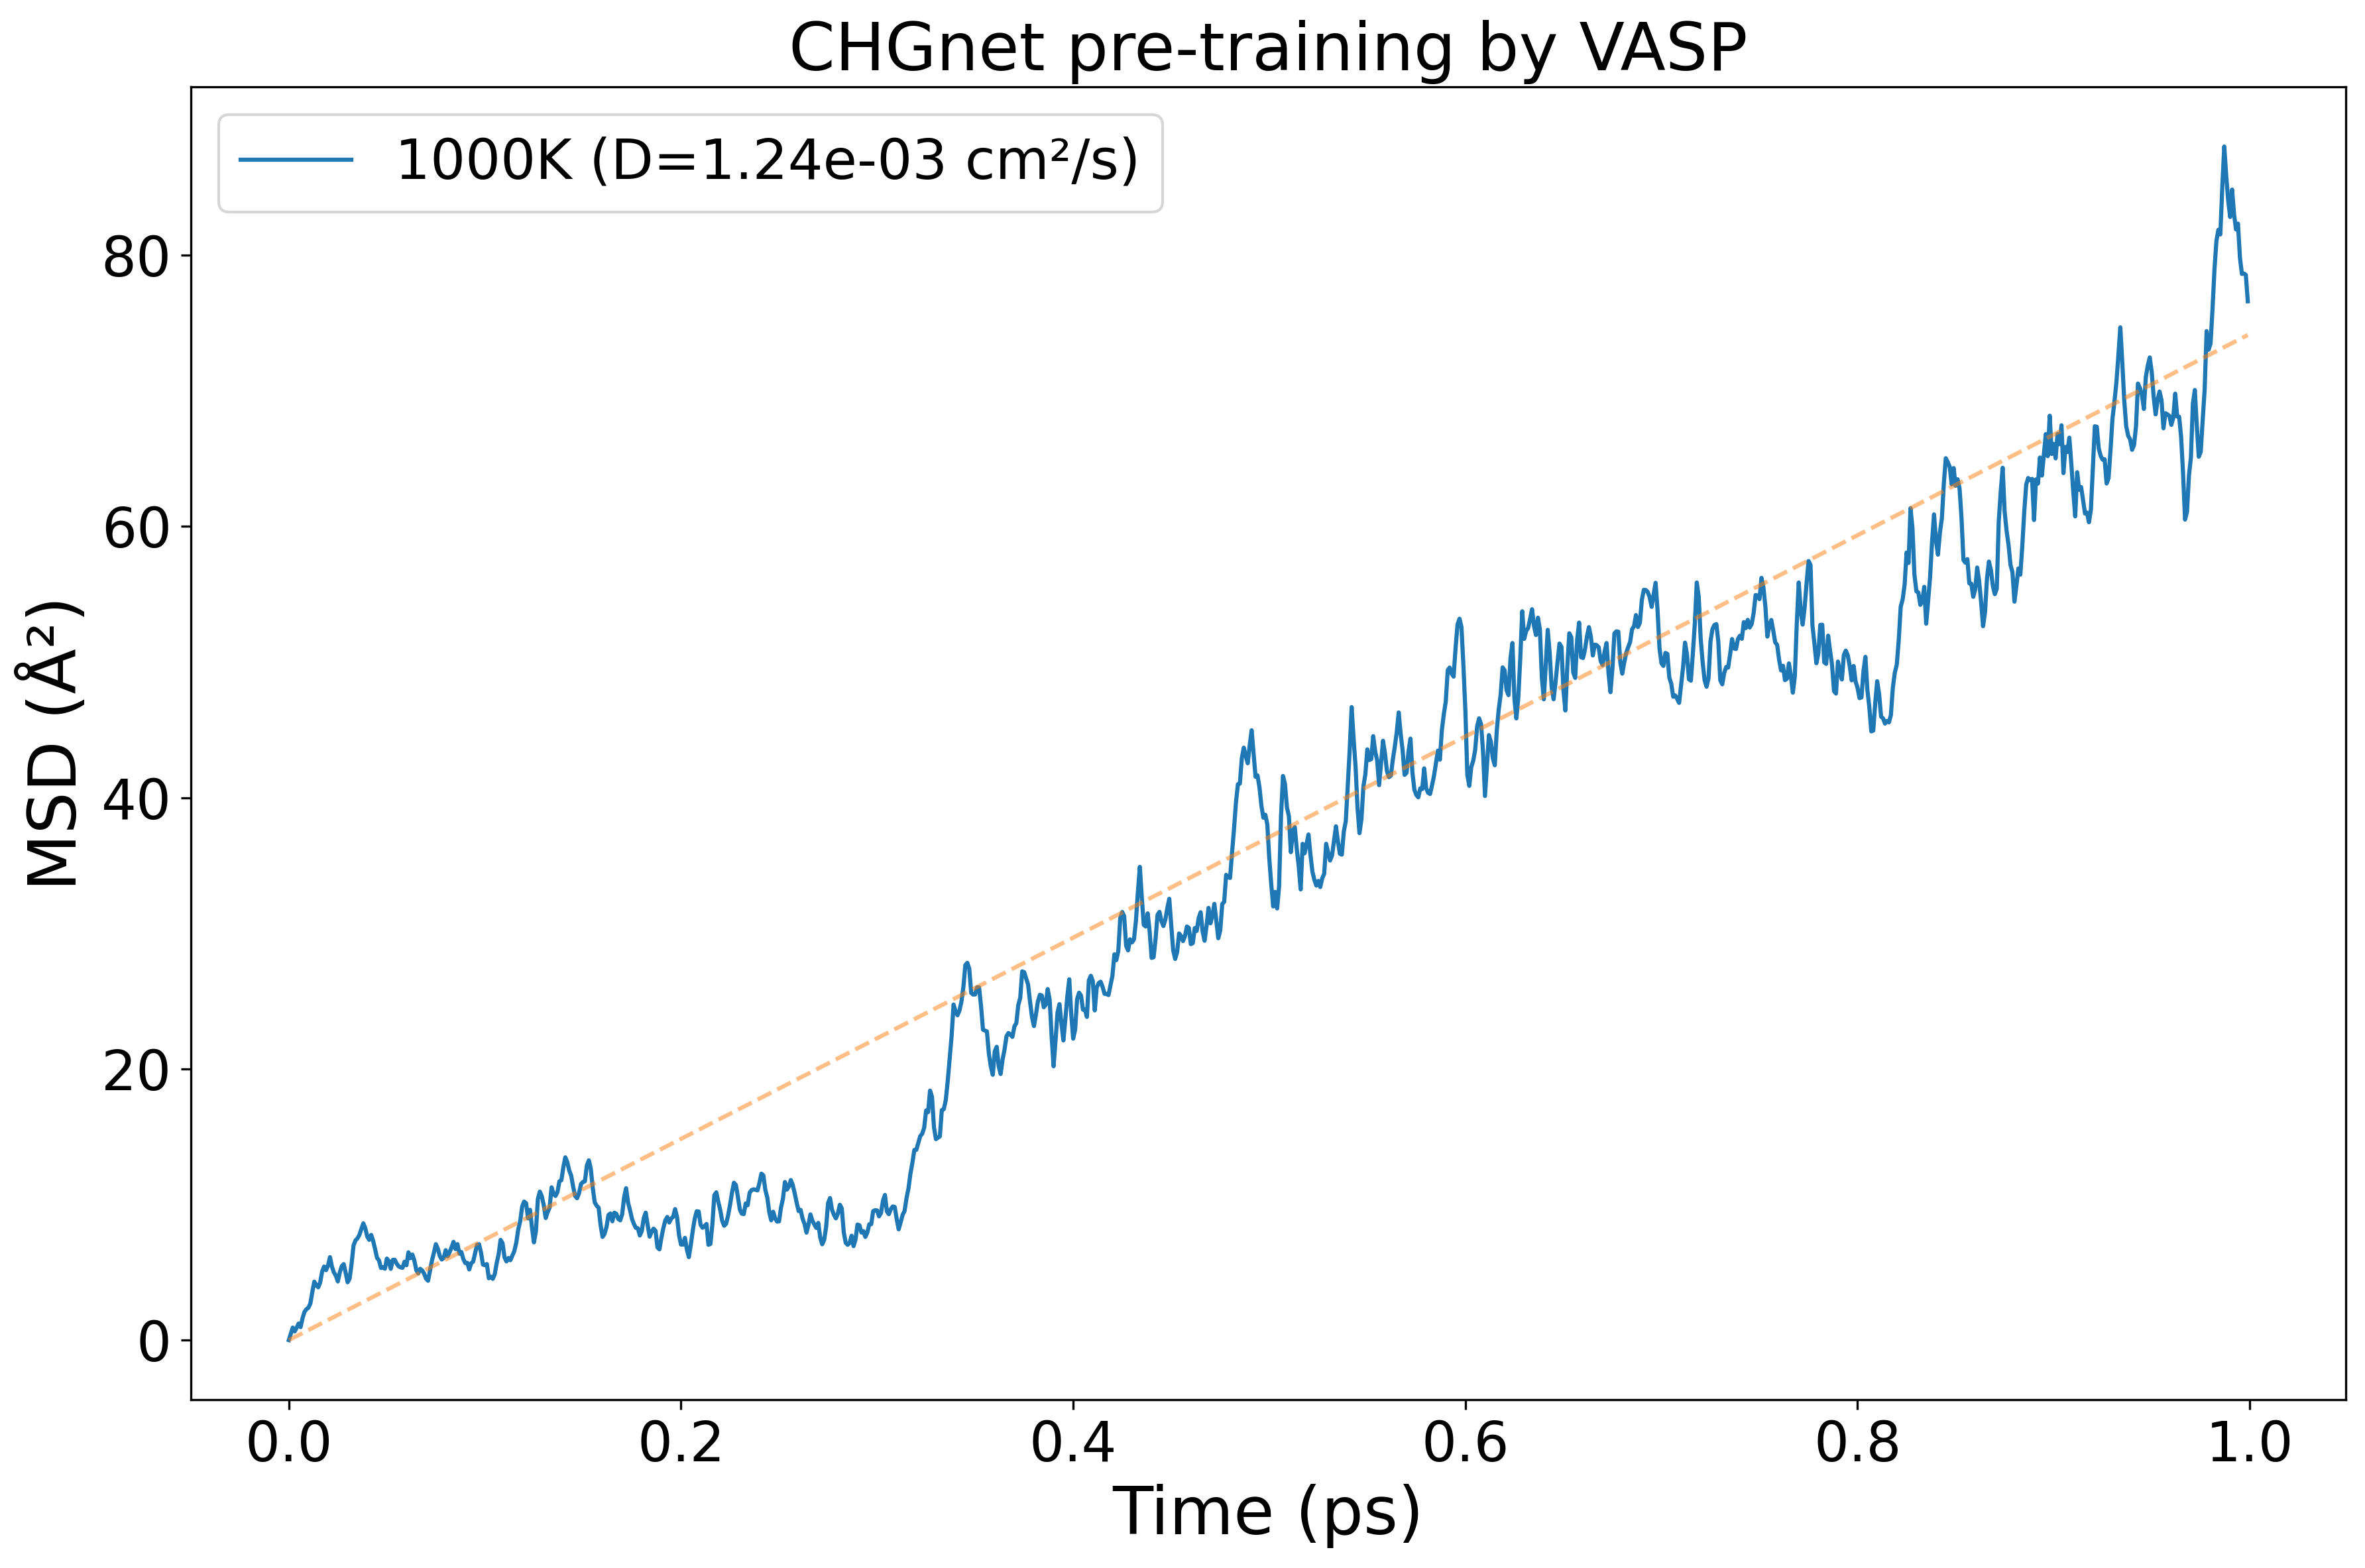 CHGnet pre-training by VASP
1000K (D=1.24e-03 cm²/s)
MSD (Å²)
80
60
40
20
0
0.0 0.2 0.4 0.6 0.8 1.0
Time (ps)